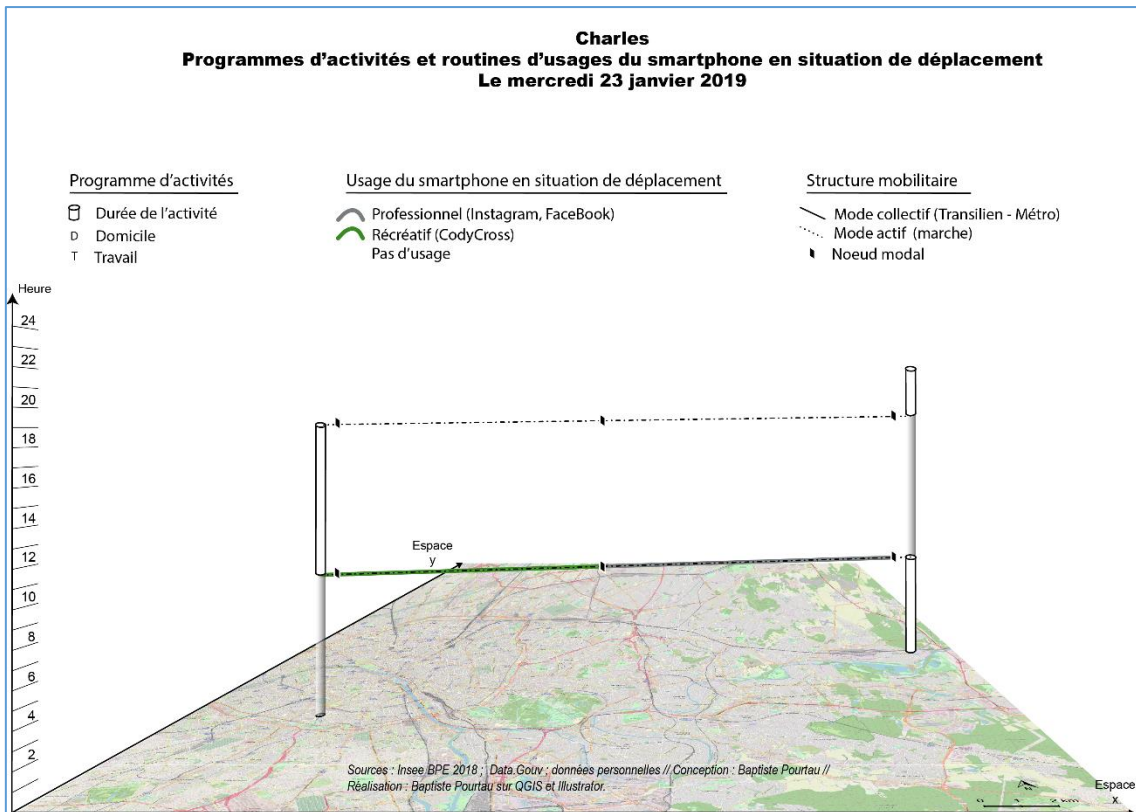 Charles
Programmes d'activités et routines d'usages du smartphone en situation de déplacement
Le mercredi 23 janvier 2019
Programme d'activités
Durée de l'activité
D Domicile
T Travail
Usage du smartphone en situation de déplacement
Professionnel (Instagram, FaceBook)
Récréatif (CodyCross)
Pas d'usage
Structure mobilitaire
Mode collectif (Transilien - Métro)
Mode actif (marche)
Noeud modal
Heure
24
22
20
18
16
14
12
10
8
6
4
2
Espace
y
Sources : Insee BPE 2018 ; Data.Gouv ; données personnelles // Conception : Baptiste Pourtau //
Réalisation : Baptiste Pourtau sur QGIS et Illustrator.
N
0 1 2 km
Espace
x